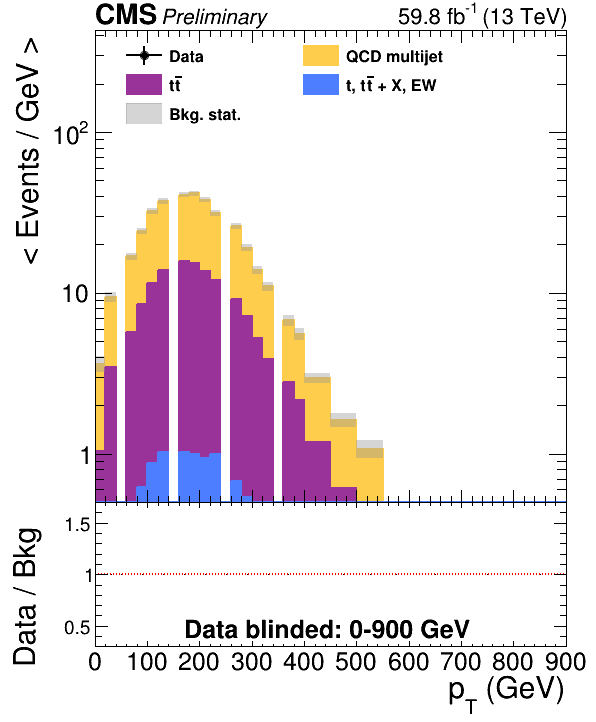 CMS Preliminary 59.8 fb⁻¹ (13 TeV)
< Events / GeV >
Data
QCD multijet
tt̄
t, tt̄ + X, EW
Bkg. stat.
10²
10
1
Data / Bkg
1.5
1
0.5
Data blinded: 0-900 GeV
0 100 200 300 400 500 600 700 800 900
p_T (GeV)